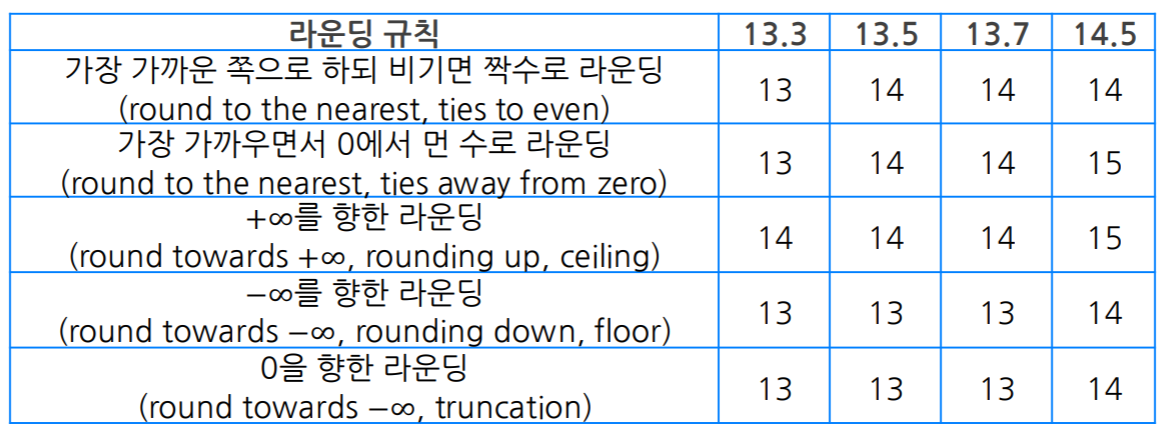 라운딩 규칙 13.3 13.5 13.7 14.5
가장 가까운 쪽으로 하되 비기면 짝수로 라운딩
(round to the nearest, ties to even) 13 14 14 14
가장 가까우면서 0에서 먼 수로 라운딩
(round to the nearest, ties away from zero) 13 14 14 15
+∞를 향한 라운딩
(round towards +∞, rounding up, ceiling) 14 14 14 15
−∞를 향한 라운딩
(round towards −∞, rounding down, floor) 13 13 13 14
0을 향한 라운딩
(round towards −∞, truncation) 13 13 13 14